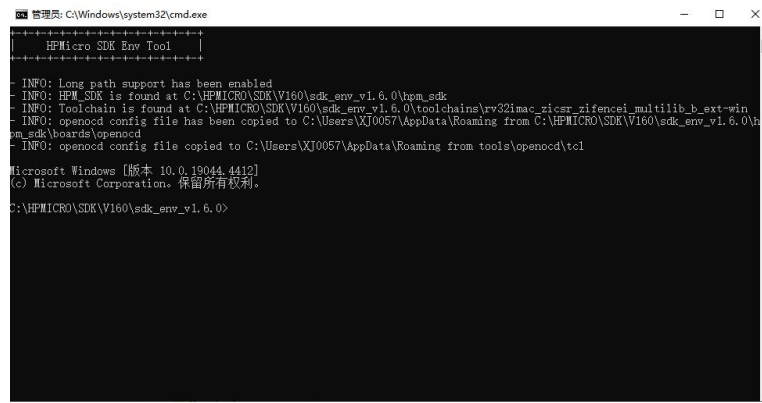 管理员: C:\Windows\system32\cmd.exe
+-+-+-+-+-+-+-+-+-+-+-+-+-+-+-+
|     HPMicro SDK Env Tool     |
+-+-+-+-+-+-+-+-+-+-+-+-+-+-+-+
- INFO: Long path support has been enabled
- INFO: HPM_SDK is found at C:\HPMICRO\SDK\V160\sdk_env_v1.6.0\hpm_sdk
- INFO: Toolchain is found at C:\HPMICRO\SDK\V160\sdk_env_v1.6.0\toolchains\rv32imac_zicsr_zifencei_multilib_b_ext-win
- INFO: openocd config file has been copied to C:\Users\XJ0057\AppData\Roaming from C:\HPMICRO\SDK\V160\sdk_env_v1.6.0\h
pm_sdk\boards\openocd
- INFO: openocd config file copied to C:\Users\XJ0057\AppData\Roaming from tools\openocd\tcl
Microsoft Windows [版本 10.0.19044.4412]
(c) Microsoft Corporation。保留所有权利。
C:\HPMICRO\SDK\V160\sdk_env_v1.6.0>